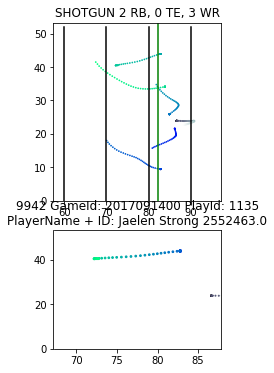 SHOTGUN 2 RB, 0 TE, 3 WR
50
40
30
20
10
0
60 70 80 90
9942 GameId: 2017091400 PlayId: 1135
PlayerName + ID: Jaelen Strong 2552463.0
40
20
0
70 75 80 85